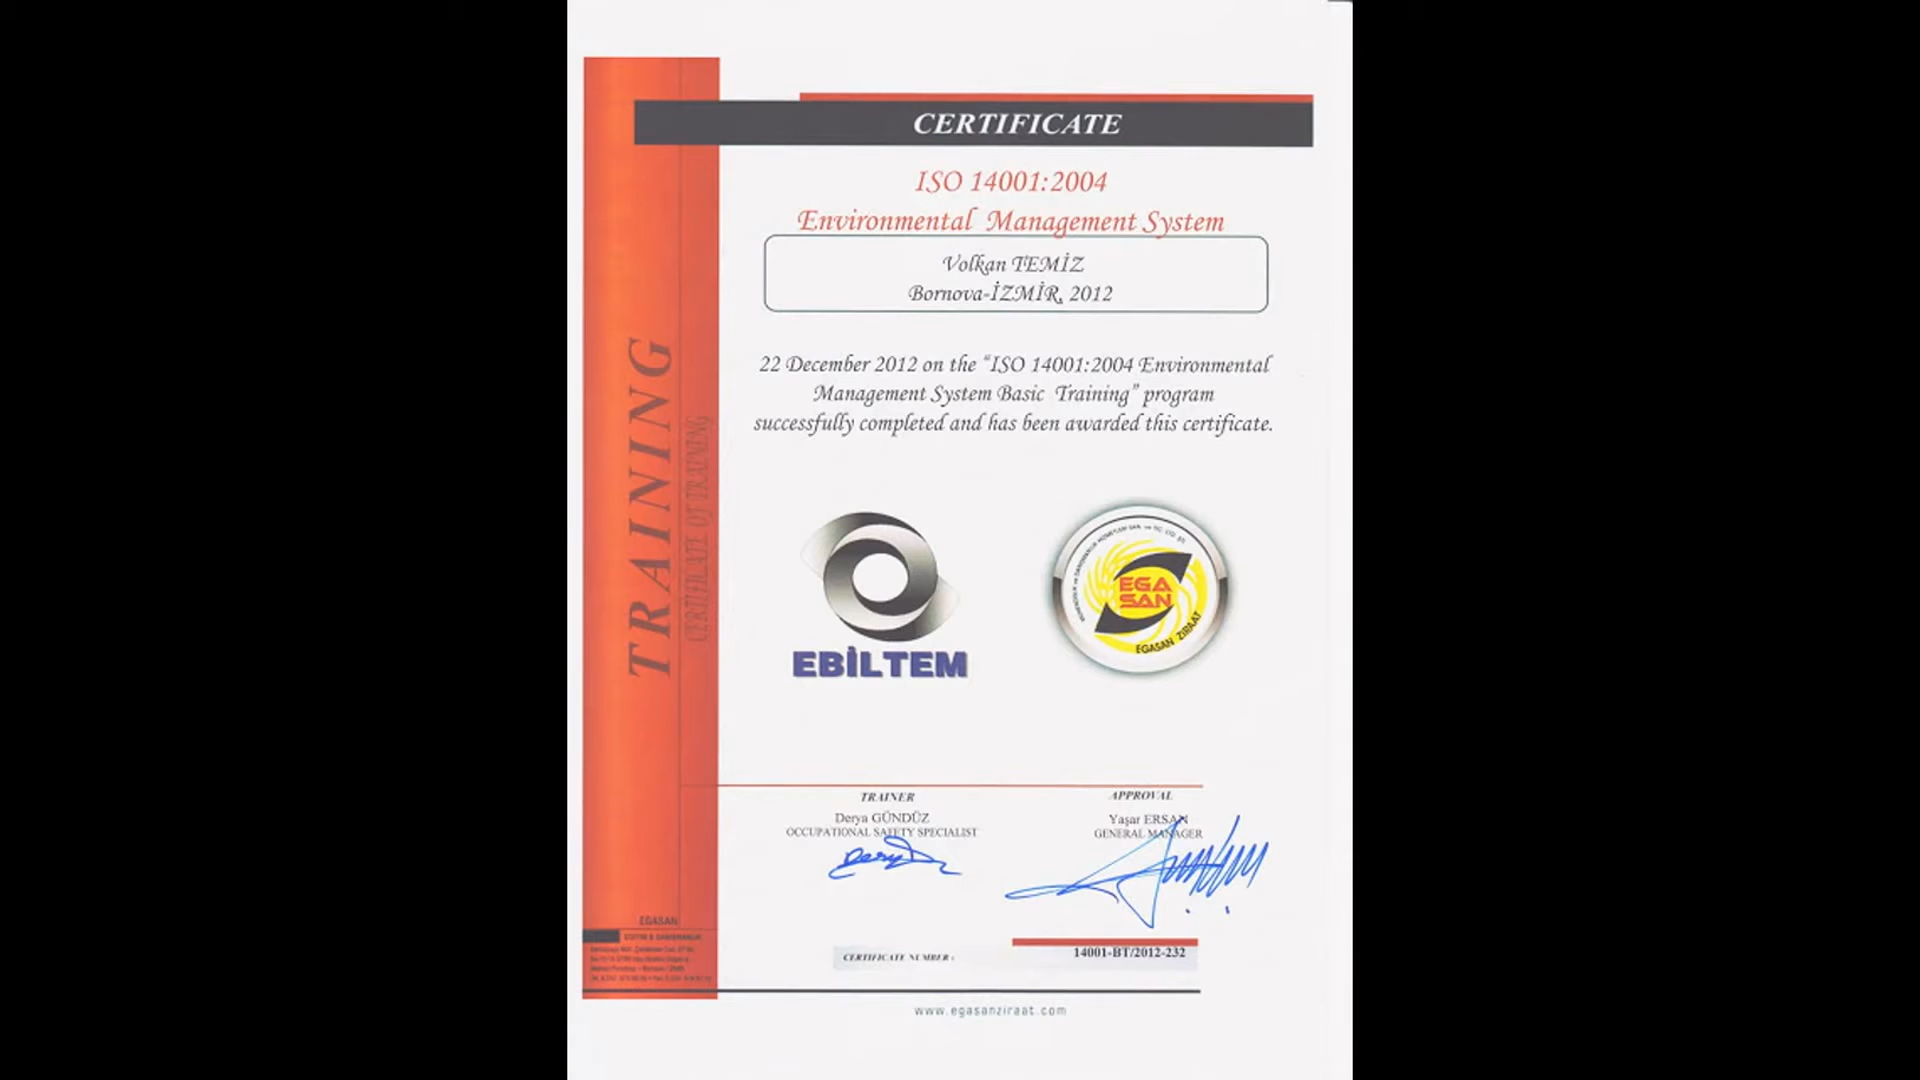 CERTIFICATE
ISO 14001:2004
Environmental Management System
Volkan TEMİZ
Bornova-İZMİR, 2012
22 December 2012 on the “ISO 14001:2004 Environmental
Management System Basic Training” program
successfully completed and has been awarded this certificate.
TRAINING
CERTIFICATE OF TRAINING
EBİLTEM
EGA
SAN
EGASAN ZİRAAT
TRAINER
Derya GÜNDÜZ
OCCUPATIONAL SAFETY SPECIALIST
APPROVAL
Yaşar ERSAN
GENERAL MANAGER
EGASAN
CERTIFICATE NUMBER :
14001-BT/2012-232
www.egasanziraat.com